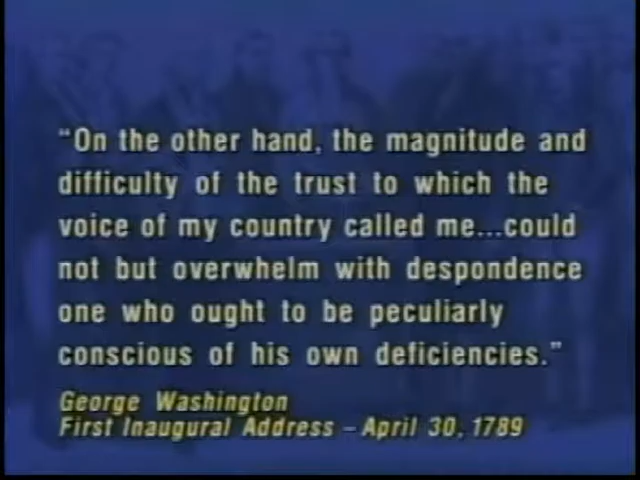 "On the other hand, the magnitude and
difficulty of the trust to which the
voice of my country called me...could
not but overwhelm with despondence
one who ought to be peculiarly
conscious of his own deficiencies."
George Washington
First Inaugural Address – April 30, 1789